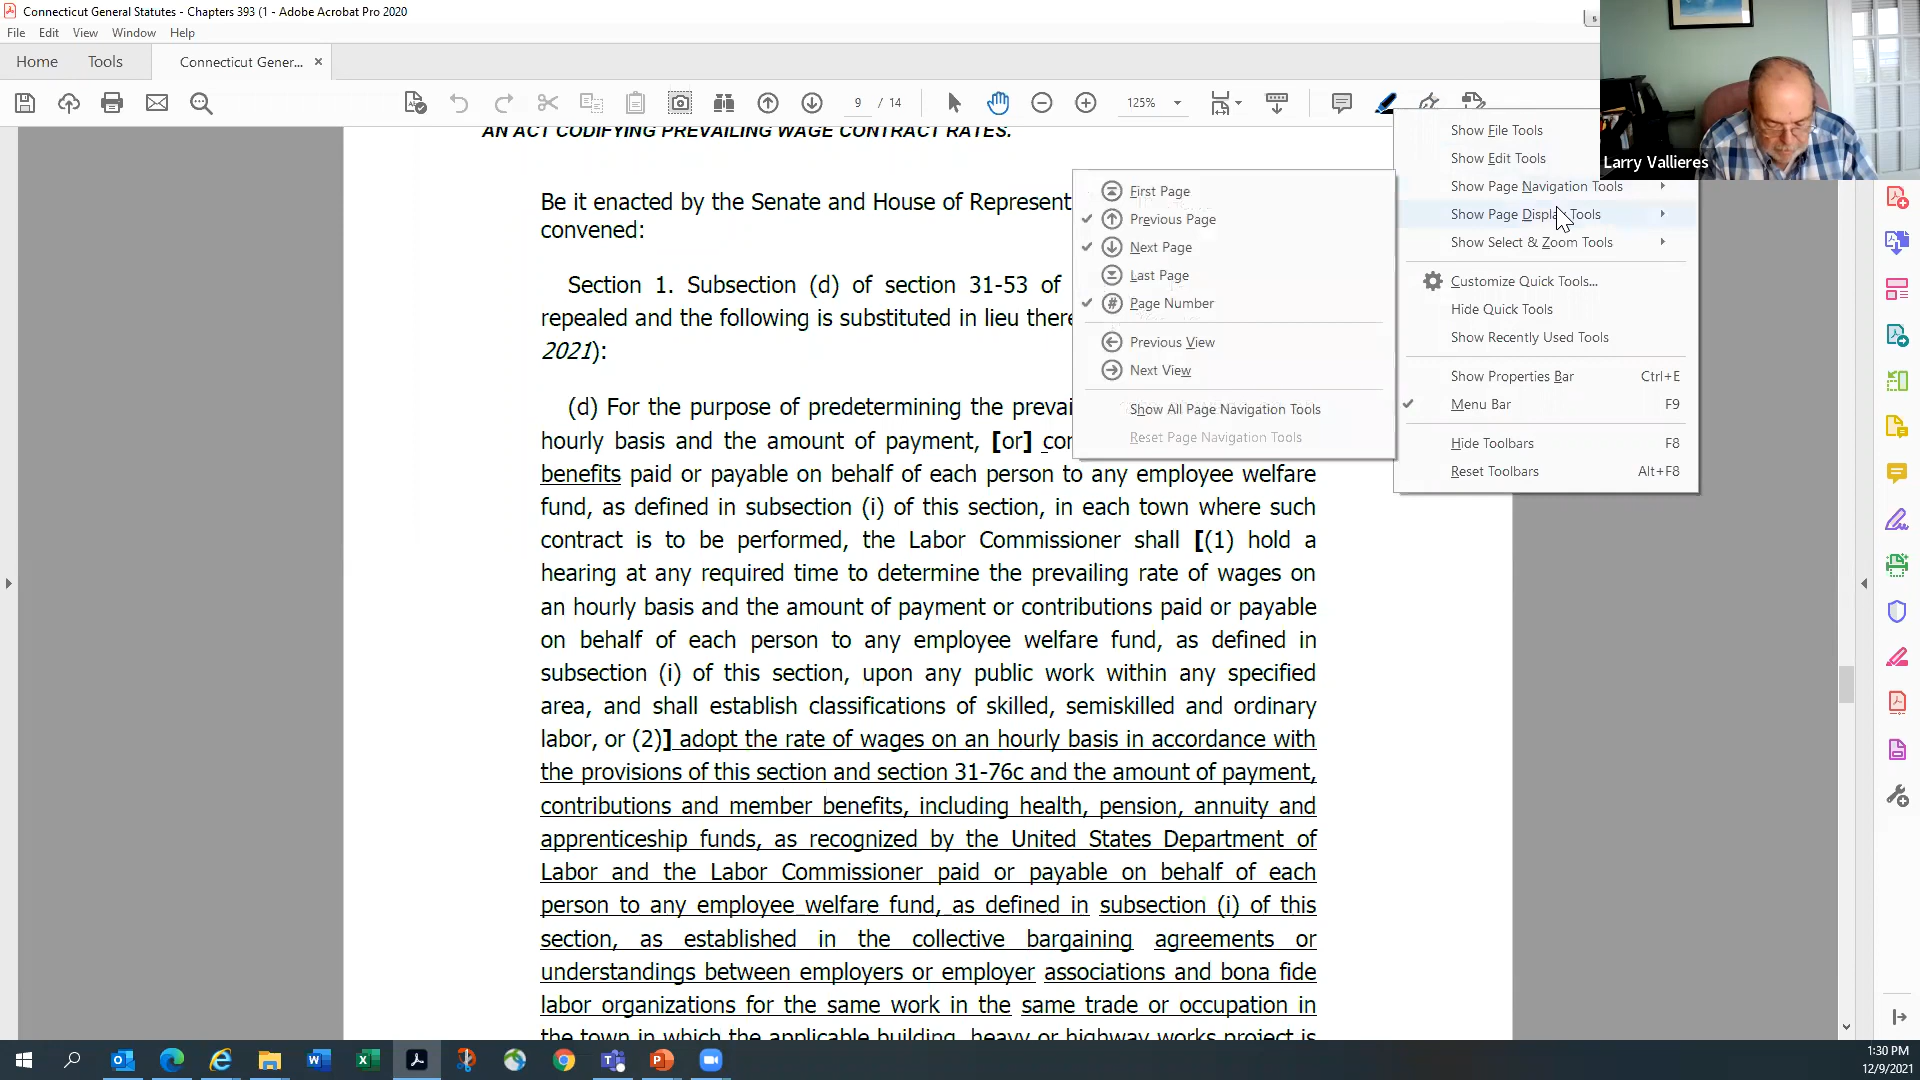 Connecticut General Statutes - Chapters 393 (1 - Adobe Acrobat Pro 2020
File Edit View Window Help
Home Tools Connecticut Gener... ×
9 / 14 125%
AN ACT CODIFYING PREVAILING WAGE CONTRACT RATES.
Be it enacted by the Senate and House of Represent
convened:
Section 1. Subsection (d) of section 31-53 of
repealed and the following is substituted in lieu there
2021):
(d) For the purpose of predetermining the prevai
hourly basis and the amount of payment, [or] cor
benefits paid or payable on behalf of each person to any employee welfare
fund, as defined in subsection (i) of this section, in each town where such
contract is to be performed, the Labor Commissioner shall [(1) hold a
hearing at any required time to determine the prevailing rate of wages on
an hourly basis and the amount of payment or contributions paid or payable
on behalf of each person to any employee welfare fund, as defined in
subsection (i) of this section, upon any public work within any specified
area, and shall establish classifications of skilled, semiskilled and ordinary
labor, or (2)] adopt the rate of wages on an hourly basis in accordance with
the provisions of this section and section 31-76c and the amount of payment,
contributions and member benefits, including health, pension, annuity and
apprenticeship funds, as recognized by the United States Department of
Labor and the Labor Commissioner paid or payable on behalf of each
person to any employee welfare fund, as defined in subsection (i) of this
section, as established in the collective bargaining agreements or
understandings between employers or employer associations and bona fide
labor organizations for the same work in the same trade or occupation in
the town in which the applicable building, heavy or highway works project is
First Page
Previous Page
Next Page
Last Page
Page Number
Previous View
Next View
Show All Page Navigation Tools
Reset Page Navigation Tools
Show File Tools
Show Edit Tools
Show Page Navigation Tools
Show Page Display Tools
Show Select & Zoom Tools
Customize Quick Tools...
Hide Quick Tools
Show Recently Used Tools
Show Properties Bar Ctrl+E
Menu Bar F9
Hide Toolbars F8
Reset Toolbars Alt+F8
Larry Vallieres
1:30 PM
12/9/2021